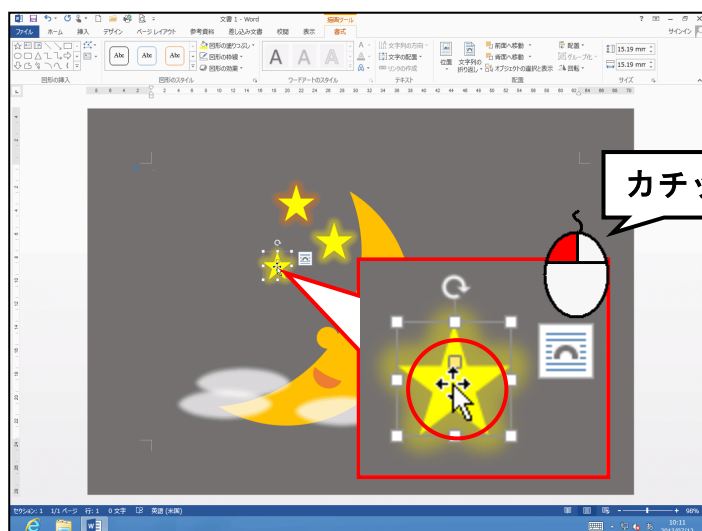 文書 1 - Word
描画ツール
ファイル ホーム 挿入 デザイン ページ レイアウト 参考資料 差し込み文書 校閲 表示 書式 サインイン
Abc Abc Abc
図形の塗りつぶし
図形の枠線
図形の効果
A A A
文字列の方向
文字の配置
リンクの作成
位置 文字列の折り返し
前面へ移動
背面へ移動
オブジェクトの選択と表示
配置
グループ化
回転
15.19 mm
15.19 mm
図形の挿入 図形のスタイル ワードアートのスタイル テキスト 配置 サイズ
カチッ
セクション: 1 1/1 ページ 行: 1 0 文字 英語 (米国) 98%
10:11